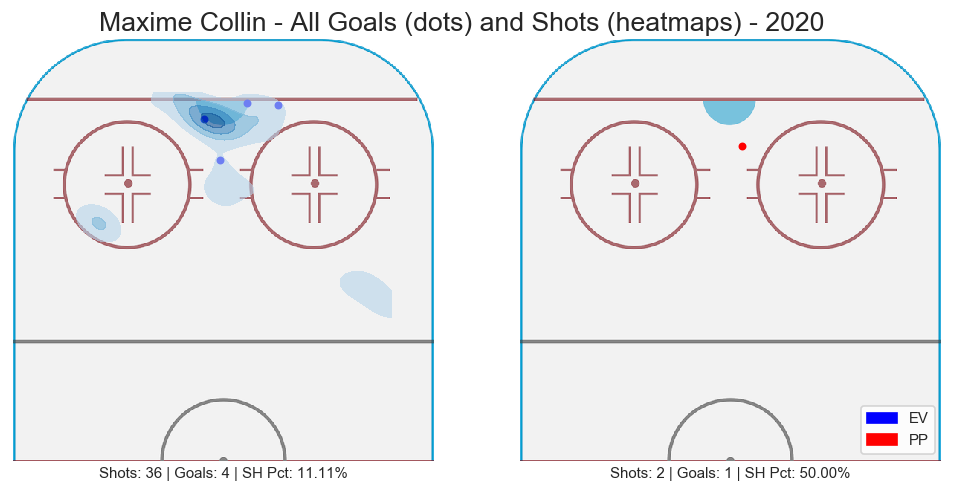 Maxime Collin - All Goals (dots) and Shots (heatmaps) - 2020
EV
PP
Shots: 36 | Goals: 4 | SH Pct: 11.11%
Shots: 2 | Goals: 1 | SH Pct: 50.00%